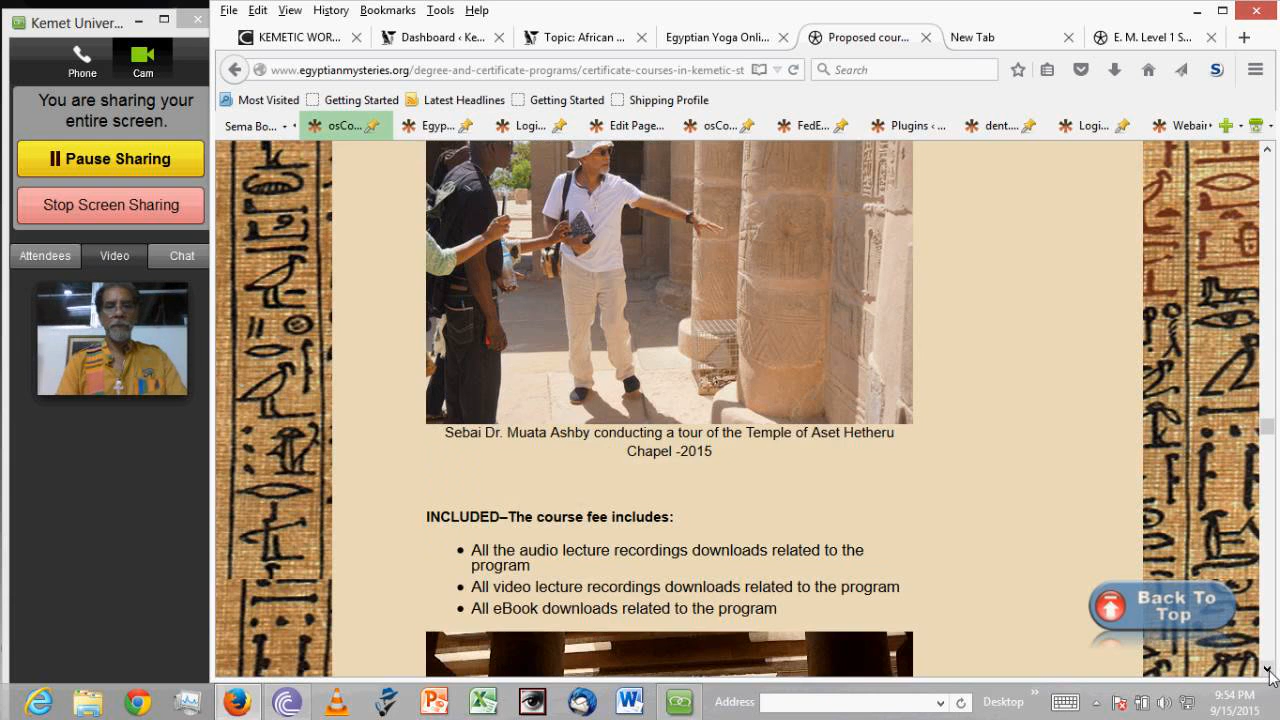 Kemet Univer...
Phone
Cam
You are sharing your
entire screen.
Pause Sharing
Stop Screen Sharing
Attendees
Video
Chat
File Edit View History Bookmarks Tools Help
KEMETIC WOR...
Dashboard ‹ Ke...
Topic: African ...
Egyptian Yoga Onli...
Proposed cour...
New Tab
E. M. Level 1 S...
www.egyptianmysteries.org/degree-and-certificate-programs/certificate-courses-in-kemetic-st
Search
Most Visited
Getting Started
Latest Headlines
Getting Started
Shipping Profile
Sema Bo...
osCo...
Egyp...
Logi...
Edit Page...
osCo...
FedE...
Plugins ‹ ...
dent....
Logi...
Webair
Sebai Dr. Muata Ashby conducting a tour of the Temple of Aset Hetheru
Chapel -2015
INCLUDED–The course fee includes:
• All the audio lecture recordings downloads related to the
program
• All video lecture recordings downloads related to the program
• All eBook downloads related to the program
Back To
Top
Address
Desktop
9:54 PM
9/15/2015